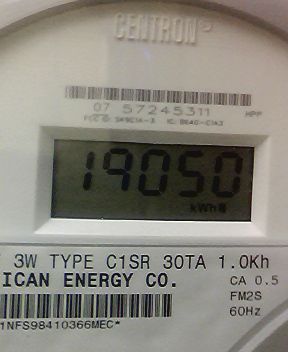 CENTRON®
07 57245311 HPP
19050
kWh
3W TYPE C1SR 30TA 1.0Kh
ICAN ENERGY CO. CA 0.5
FM2S
60Hz
1NFS98410366MEC*